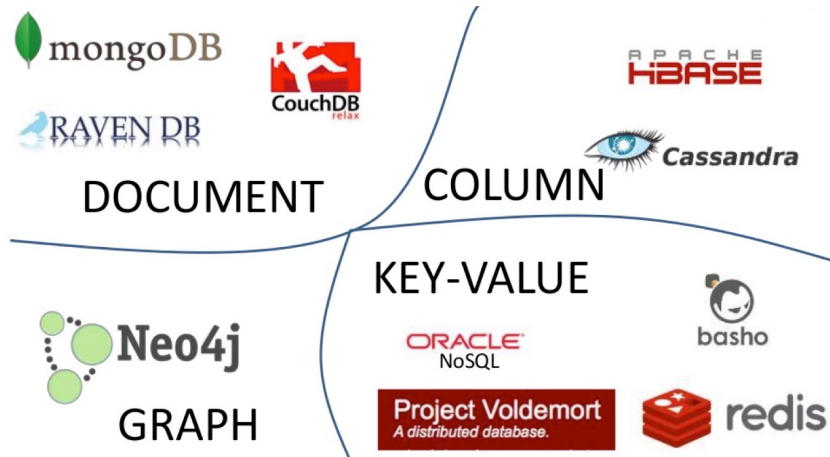 mongoDB
CouchDB
relax
RAVEN DB
DOCUMENT
APACHE
HBASE
Cassandra
COLUMN
Neo4j
GRAPH
KEY-VALUE
ORACLE
NoSQL
basho
Project Voldemort
A distributed database.
redis